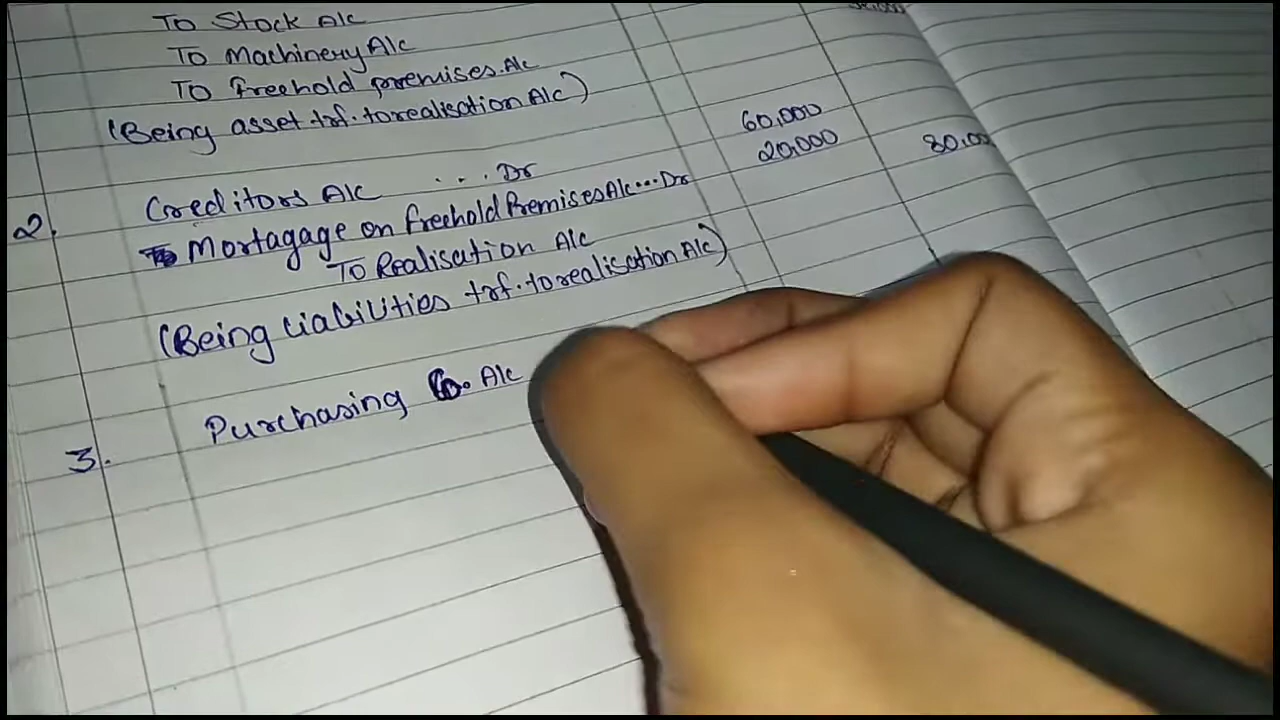 To Stock A/c
To Machinery A/c
To Freehold premises. A/c
(Being asset trf. to realisation A/c)
2. Creditors A/c ... Dr 60,000
Mortagage on Freehold Premises A/c ... Dr 20,000
To Realisation A/c 80,00
(Being liabilities trf. to realisation A/c)
3. Purchasing Co. A/c